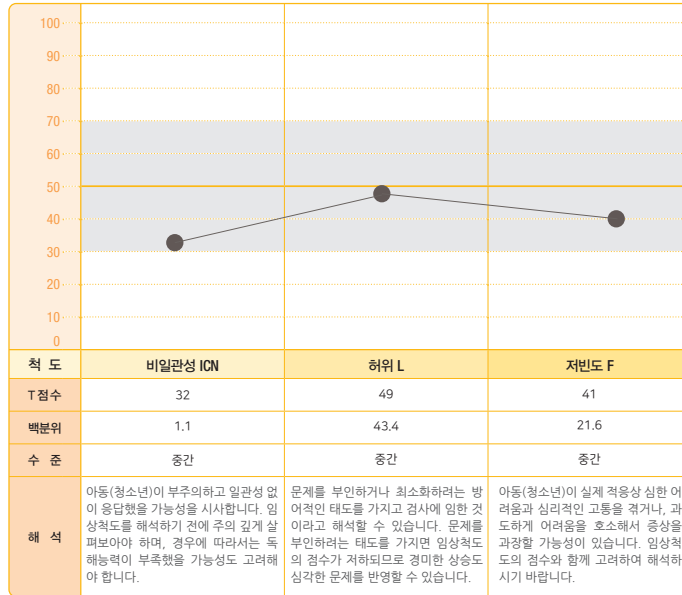 100
90
80
70
60
50
40
30
20
10
0
척 도
비일관성 ICN
허위 L
저빈도 F
T점수
32
49
41
백분위
1.1
43.4
21.6
수 준
중간
중간
중간
해 석
아동(청소년)이 부주의하고 일관성 없
이 응답했을 가능성을 시사합니다. 임
상척도를 해석하기 전에 주의 깊게 살
펴보아야 하며, 경우에 따라서는 독
해능력이 부족했을 가능성도 고려해
야 합니다.
문제를 부인하거나 최소화하려는 방
어적인 태도를 가지고 검사에 임한 것
이라고 해석할 수 있습니다. 문제를
부인하려는 태도를 가지면 임상척도
의 점수가 저하되므로 경미한 상승도
심각한 문제를 반영할 수 있습니다.
아동(청소년)이 실제 적응상 심한 어
려움과 심리적인 고통을 겪거나, 과
도하게 어려움을 호소해서 증상을
과장할 가능성이 있습니다. 임상척
도의 점수와 함께 고려하여 해석하
시기 바랍니다.